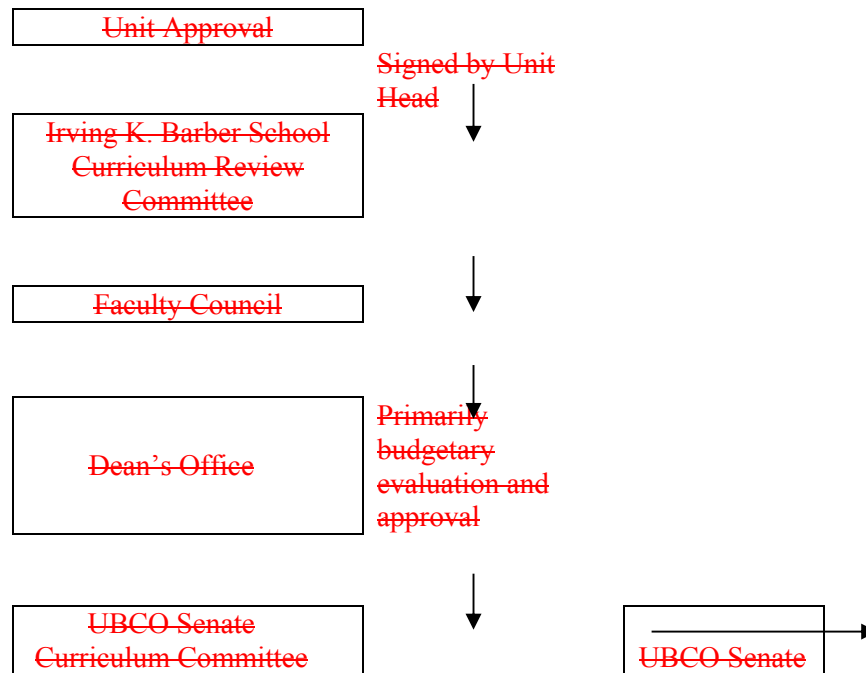 Unit Approval
Signed by Unit
Head
Irving K. Barber School
Curriculum Review
Committee
Faculty Council
Dean’s Office
Primarily
budgetary
evaluation and
approval
UBCO Senate
Curriculum Committee
UBCO Senate